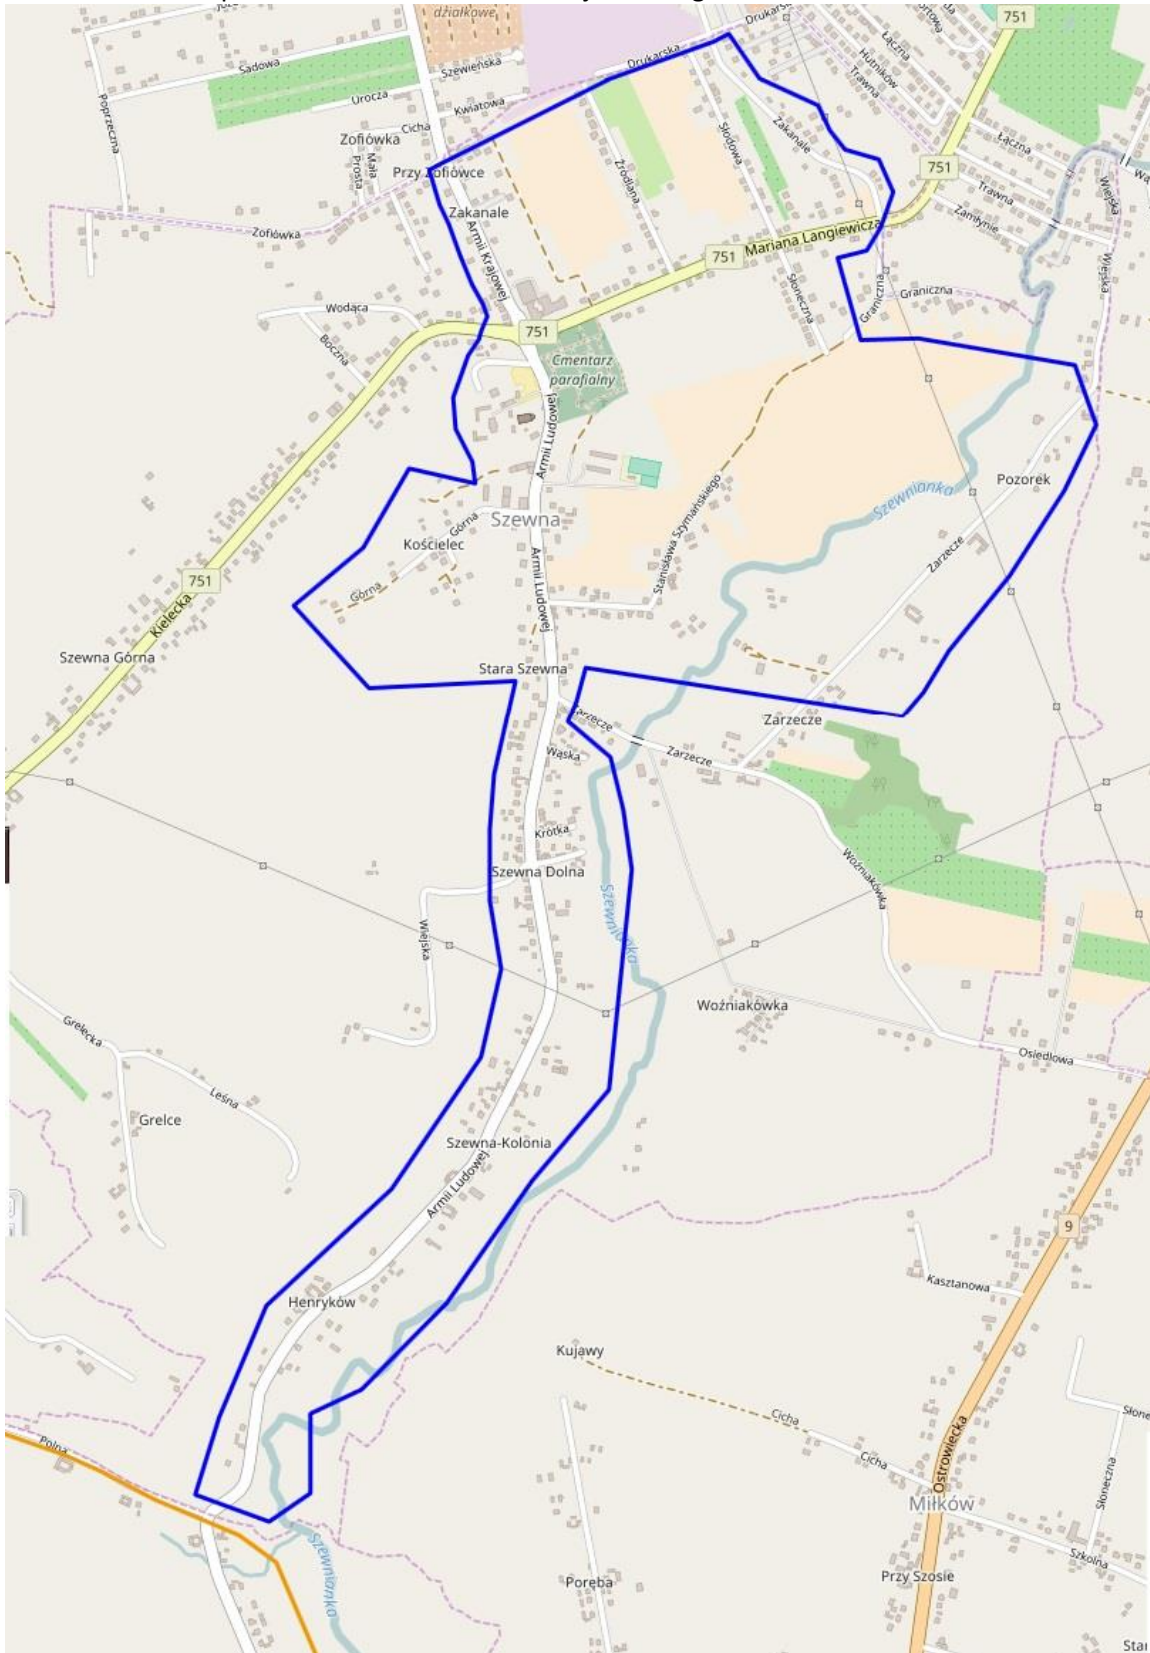 działkowe
Drukarska
751
Łączna
Hutników
Trawna
Sadowa
Szewieńska
Drukarska
Urocza
Kwiatowa
Poprzeczna
Cicha
Zofiówka
Mała
Prosta
Słodowa
Zakanale
Łączna
751
Przy Zofiówce
Źródlana
Trawna
Wiejska
Zakanale
Zamłynie
Zofiówka
Armii Krajowej
Mariana Langiewicza
751
Wiejska
Słoneczna
Graniczna
Graniczna
Wodąca
Boczna
751
Cmentarz
parafialny
Armii Ludowej
Pozorek
Szewnianka
Szewna
Górna
Stanisława Szymańskiego
Kościelec
Zarzecze
751
Górna
Armii Ludowej
Kielecka
Szewna Górna
Stara Szewna
Zarzecze
Zarzecze
Wąska
Zarzecze
Krótka
Szewna Dolna
Woźniakówka
Szewnianka
Wiejska
Woźniakówka
Grelecka
Osiedlowa
Leśna
Grelce
Szewna-Kolonia
Armii Ludowej
9
Kasztanowa
Henryków
Kujawy
Cicha
Polna
Cicha
Ostrowiecka
Słoneczna
Miłków
Szewnianka
Szkolna
Przy Szosie
Poręba